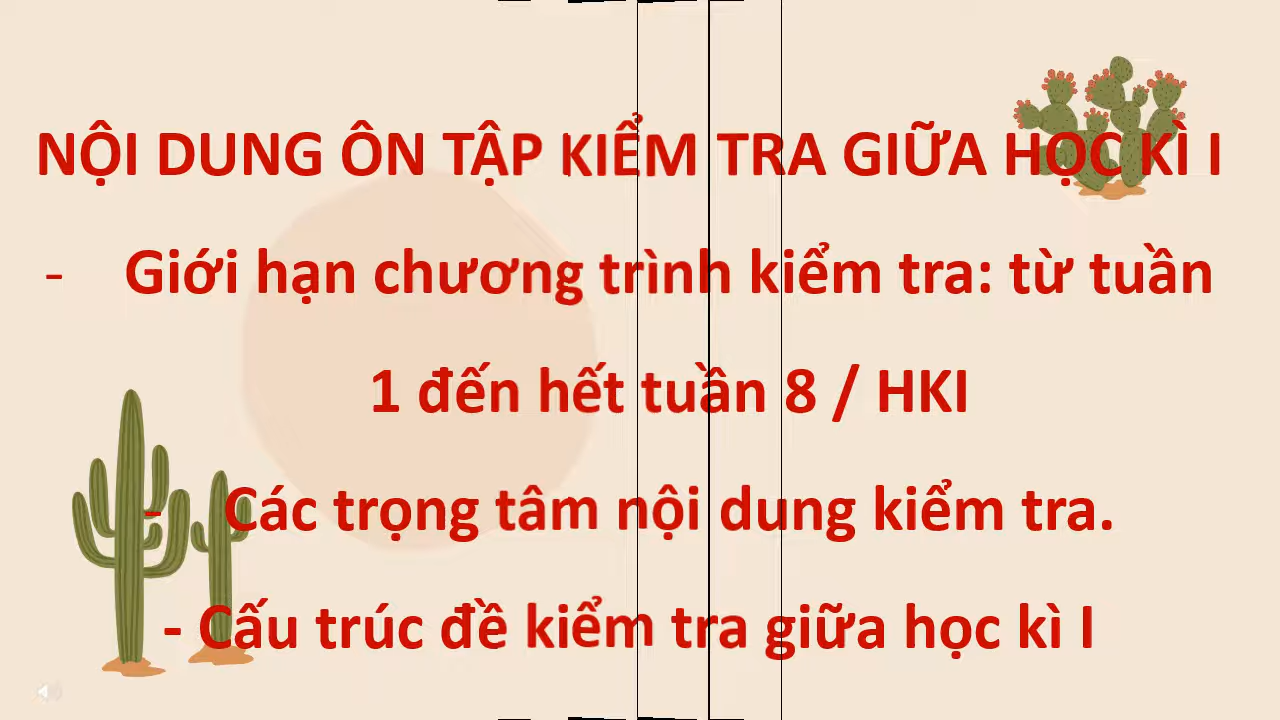 NỘI DUNG ÔN TẬP KIỂM TRA GIỮA HỌC KÌ I
- Giới hạn chương trình kiểm tra: từ tuần
1 đến hết tuần 8 / HKI
- Các trọng tâm nội dung kiểm tra.
- Cấu trúc đề kiểm tra giữa học kì I